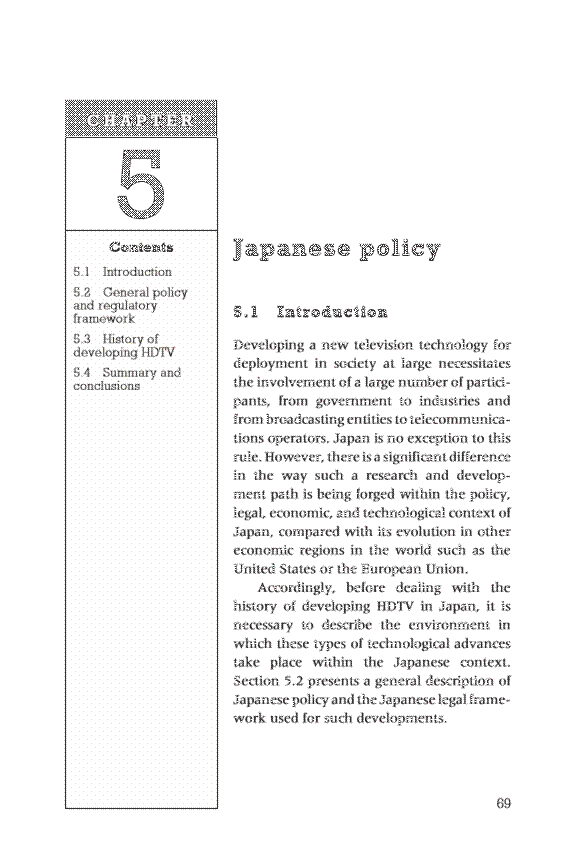 CHAPTER
5
Contents
5.1 Introduction
5.2 General policy
and regulatory
framework
5.3 History of
developing HDTV
5.4 Summary and
conclusions
Japanese policy
5.1 Introduction
Developing a new television technology for
deployment in society at large necessitates
the involvement of a large number of partici-
pants, from government to industries and
from broadcasting entities to telecommunica-
tions operators. Japan is no exception to this
rule. However, there is a significant difference
in the way such a research and develop-
ment path is being forged within the policy,
legal, economic, and technological context of
Japan, compared with its evolution in other
economic regions in the world such as the
United States or the European Union.
Accordingly, before dealing with the
history of developing HDTV in Japan, it is
necessary to describe the environment in
which these types of technological advances
take place within the Japanese context.
Section 5.2 presents a general description of
Japanese policy and the Japanese legal frame-
work used for such developments.
69